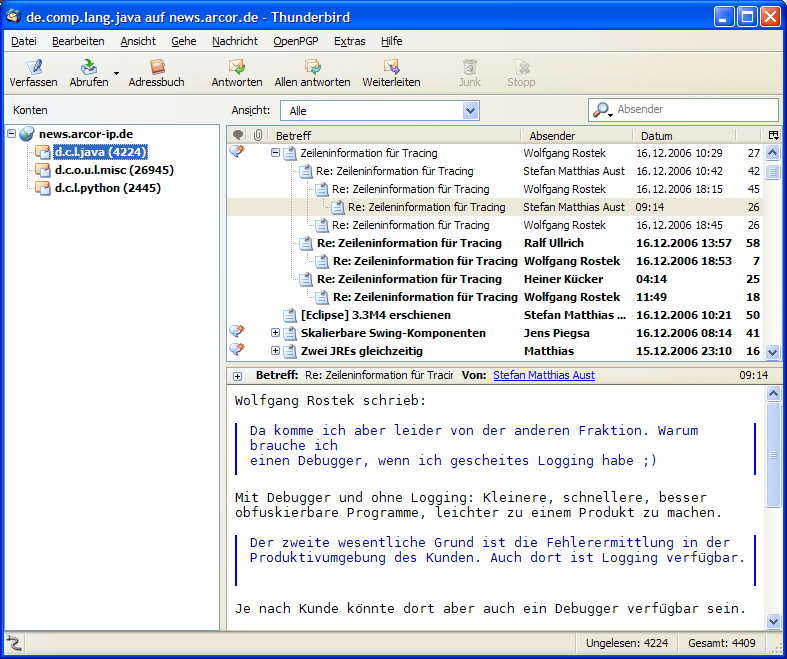 de.comp.lang.java auf news.arcor.de - Thunderbird
Datei Bearbeiten Ansicht Gehe Nachricht OpenPGP Extras Hilfe
Verfassen Abrufen Adressbuch Antworten Allen antworten Weiterleiten Junk Stopp
Konten Ansicht: Alle Absender
news.arcor-ip.de
d.c.l.java (4224)
d.c.o.u.l.misc (26945)
d.c.l.python (2445)
Betreff Absender Datum
Zeileninformation für Tracing Wolfgang Rostek 16.12.2006 10:29 27
Re: Zeileninformation für Tracing Stefan Matthias Aust 16.12.2006 10:42 42
Re: Zeileninformation für Tracing Wolfgang Rostek 16.12.2006 18:15 45
Re: Zeileninformation für Tracing Stefan Matthias Aust 09:14 26
Re: Zeileninformation für Tracing Wolfgang Rostek 16.12.2006 18:45 26
Re: Zeileninformation für Tracing Ralf Ullrich 16.12.2006 13:57 58
Re: Zeileninformation für Tracing Wolfgang Rostek 16.12.2006 18:53 7
Re: Zeileninformation für Tracing Heiner Kücker 04:14 25
Re: Zeileninformation für Tracing Wolfgang Rostek 11:49 18
[Eclipse] 3.3M4 erschienen Stefan Matthias ... 16.12.2006 10:21 50
Skalierbare Swing-Komponenten Jens Piegsa 16.12.2006 08:14 41
Zwei JREs gleichzeitig Matthias 15.12.2006 23:10 16
Betreff: Re: Zeileninformation für Tracir Von: Stefan Matthias Aust 09:14
Wolfgang Rostek schrieb:
Da komme ich aber leider von der anderen Fraktion. Warum
brauche ich
einen Debugger, wenn ich gescheites Logging habe ;)
Mit Debugger und ohne Logging: Kleinere, schnellere, besser
obfuskierbare Programme, leichter zu einem Produkt zu machen.
Der zweite wesentliche Grund ist die Fehlerermittlung in der
Produktivumgebung des Kunden. Auch dort ist Logging verfügbar.
Je nach Kunde könnte dort aber auch ein Debugger verfügbar sein.
Ungelesen: 4224 Gesamt: 4409